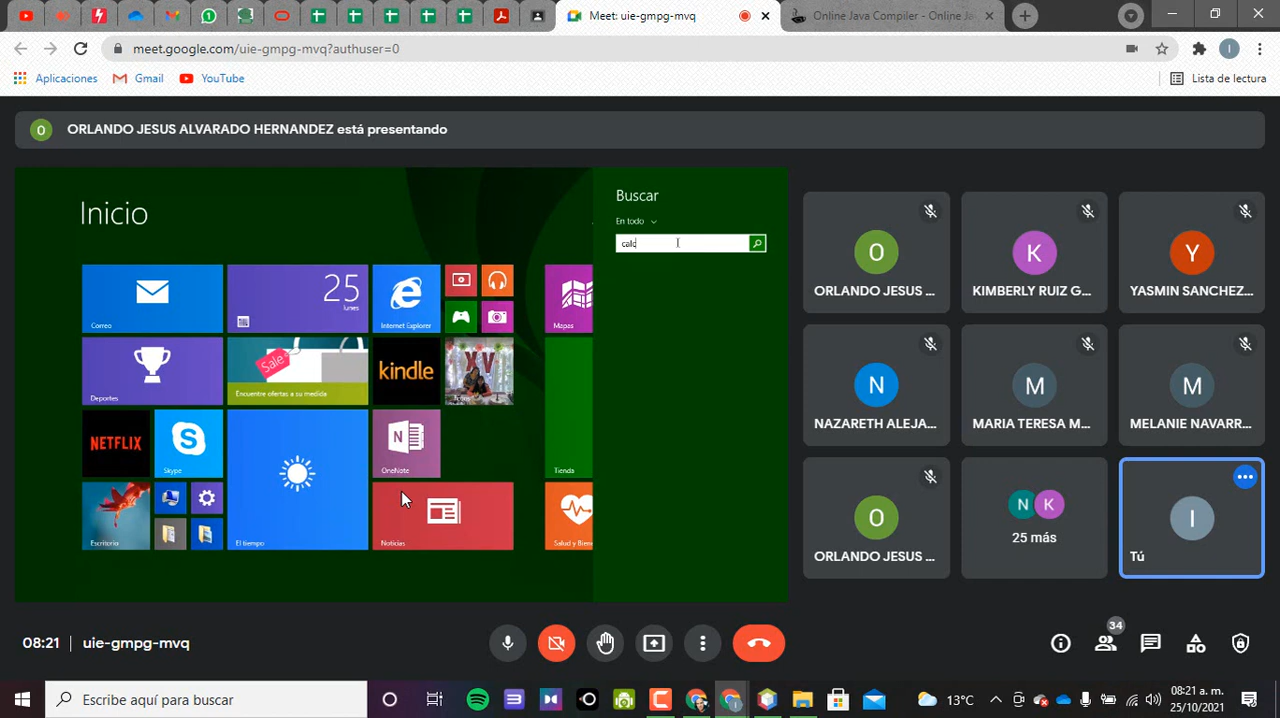 Meet: uie-gmpg-mvq
Online Java Compiler - Online Ja
meet.google.com/uie-gmpg-mvq?authuser=0
Aplicaciones
Gmail
YouTube
Lista de lectura
O
ORLANDO JESUS ALVARADO HERNANDEZ está presentando
Inicio
Buscar
En todo
calc
25
lunes
Correo
Internet Explorer
Mapas
Deportes
Sale
Encuentre ofertas a su medida
kindle
XV
NETFLIX
Skype
OneNote
Tienda
Escritorio
El tiempo
Noticias
Salud y Bien
O
ORLANDO JESUS ...
K
KIMBERLY RUIZ G...
Y
YASMIN SANCHEZ...
N
NAZARETH ALEJA...
M
MARIA TERESA M...
M
MELANIE NAVARR...
O
ORLANDO JESUS ...
N K
25 más
I
Tú
08:21 | uie-gmpg-mvq
34
Escribe aquí para buscar
13°C
08:21 a. m.
25/10/2021